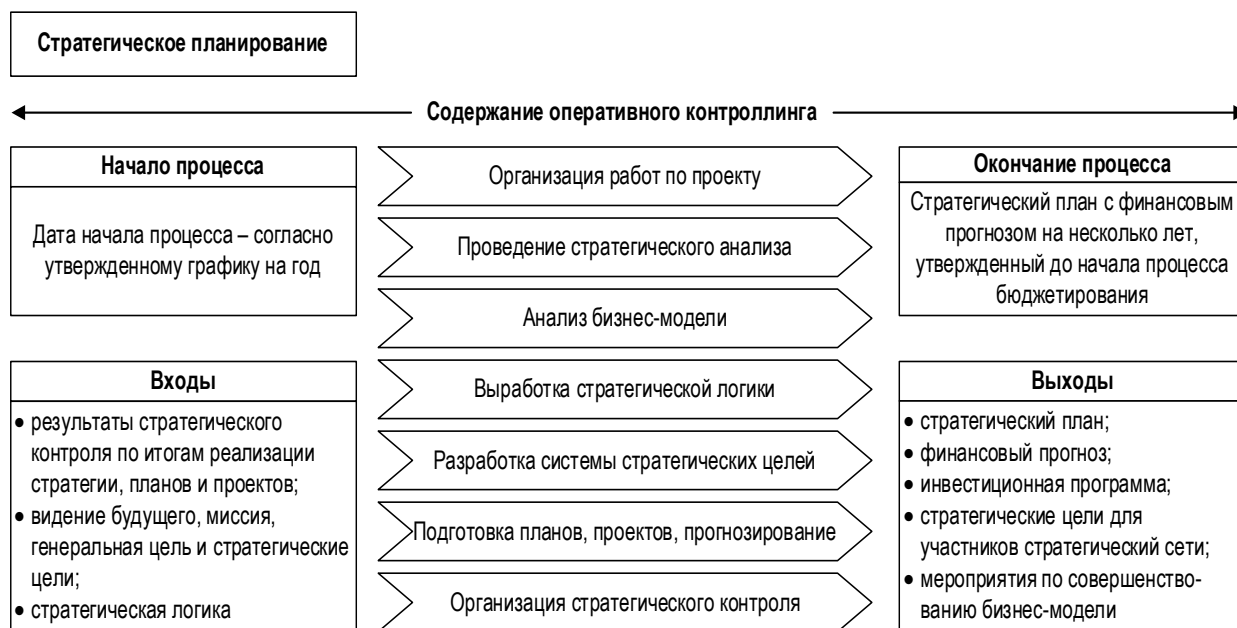 Стратегическое планирование
Содержание оперативного контроллинга
Начало процесса
Дата начала процесса – согласно
утвержденному графику на год
Входы
• результаты стратегического
контроля по итогам реализации
стратегии, планов и проектов;
• видение будущего, миссия,
генеральная цель и стратегические
цели;
• стратегическая логика
Организация работ по проекту
Проведение стратегического анализа
Анализ бизнес-модели
Выработка стратегической логики
Разработка системы стратегических целей
Подготовка планов, проектов, прогнозирование
Организация стратегического контроля
Окончание процесса
Стратегический план с финансовым
прогнозом на несколько лет,
утвержденный до начала процесса
бюджетирования
Выходы
• стратегический план;
• финансовый прогноз;
• инвестиционная программа;
• стратегические цели для
участников стратегический сети;
• мероприятия по совершенство-
ванию бизнес-модели